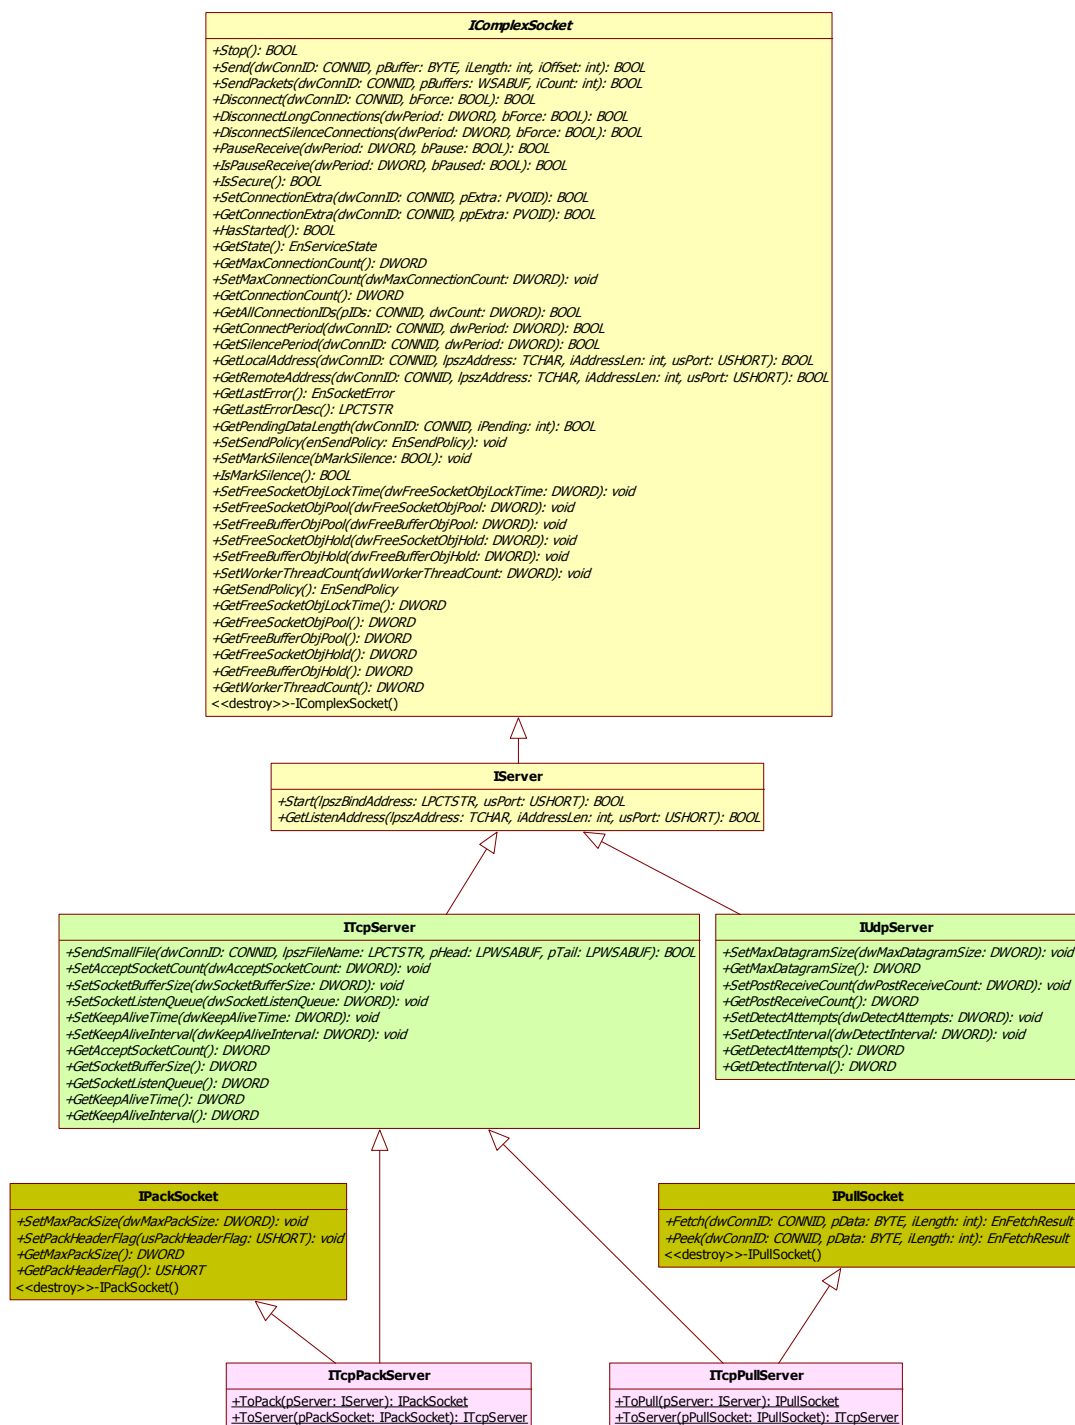 IComplexSocket
+Stop(): BOOL
+Send(dwConnID: CONNID, pBuffer: BYTE, iLength: int, iOffset: int): BOOL
+SendPackets(dwConnID: CONNID, pBuffers: WSABUF, iCount: int): BOOL
+Disconnect(dwConnID: CONNID, bForce: BOOL): BOOL
+DisconnectLongConnections(dwPeriod: DWORD, bForce: BOOL): BOOL
+DisconnectSilenceConnections(dwPeriod: DWORD, bForce: BOOL): BOOL
+PauseReceive(dwPeriod: DWORD, bPause: BOOL): BOOL
+IsPauseReceive(dwPeriod: DWORD, bPaused: BOOL): BOOL
+IsSecure(): BOOL
+SetConnectionExtra(dwConnID: CONNID, pExtra: PVOID): BOOL
+GetConnectionExtra(dwConnID: CONNID, ppExtra: PVOID): BOOL
+HasStarted(): BOOL
+GetState(): EnServiceState
+GetMaxConnectionCount(): DWORD
+SetMaxConnectionCount(dwMaxConnectionCount: DWORD): void
+GetConnectionCount(): DWORD
+GetAllConnectionIDs(pIDs: CONNID, dwCount: DWORD): BOOL
+GetConnectPeriod(dwConnID: CONNID, dwPeriod: DWORD): BOOL
+GetSilencePeriod(dwConnID: CONNID, dwPeriod: DWORD): BOOL
+GetLocalAddress(dwConnID: CONNID, lpszAddress: TCHAR, iAddressLen: int, usPort: USHORT): BOOL
+GetRemoteAddress(dwConnID: CONNID, lpszAddress: TCHAR, iAddressLen: int, usPort: USHORT): BOOL
+GetLastError(): EnSocketError
+GetLastErrorDesc(): LPCTSTR
+GetPendingDataLength(dwConnID: CONNID, iPending: int): BOOL
+SetSendPolicy(enSendPolicy: EnSendPolicy): void
+SetMarkSilence(bMarkSilence: BOOL): void
+IsMarkSilence(): BOOL
+SetFreeSocketObjLockTime(dwFreeSocketObjLockTime: DWORD): void
+SetFreeSocketObjPool(dwFreeSocketObjPool: DWORD): void
+SetFreeBufferObjPool(dwFreeBufferObjPool: DWORD): void
+SetFreeSocketObjHold(dwFreeSocketObjHold: DWORD): void
+SetFreeBufferObjHold(dwFreeBufferObjHold: DWORD): void
+SetWorkerThreadCount(dwWorkerThreadCount: DWORD): void
+GetSendPolicy(): EnSendPolicy
+GetFreeSocketObjLockTime(): DWORD
+GetFreeSocketObjPool(): DWORD
+GetFreeBufferObjPool(): DWORD
+GetFreeSocketObjHold(): DWORD
+GetFreeBufferObjHold(): DWORD
+GetWorkerThreadCount(): DWORD
<<destroy>>-IComplexSocket()
IServer
+Start(lpszBindAddress: LPCTSTR, usPort: USHORT): BOOL
+GetListenAddress(lpszAddress: TCHAR, iAddressLen: int, usPort: USHORT): BOOL
ITcpServer
+SendSmallFile(dwConnID: CONNID, lpszFileName: LPCTSTR, pHead: LPWSABUF, pTail: LPWSABUF): BOOL
+SetAcceptSocketCount(dwAcceptSocketCount: DWORD): void
+SetSocketBufferSize(dwSocketBufferSize: DWORD): void
+SetSocketListenQueue(dwSocketListenQueue: DWORD): void
+SetKeepAliveTime(dwKeepAliveTime: DWORD): void
+SetKeepAliveInterval(dwKeepAliveInterval: DWORD): void
+GetAcceptSocketCount(): DWORD
+GetSocketBufferSize(): DWORD
+GetSocketListenQueue(): DWORD
+GetKeepAliveTime(): DWORD
+GetKeepAliveInterval(): DWORD
IUdpServer
+SetMaxDatagramSize(dwMaxDatagramSize: DWORD): void
+GetMaxDatagramSize(): DWORD
+SetPostReceiveCount(dwPostReceiveCount: DWORD): void
+GetPostReceiveCount(): DWORD
+SetDetectAttempts(dwDetectAttempts: DWORD): void
+SetDetectInterval(dwDetectInterval: DWORD): void
+GetDetectAttempts(): DWORD
+GetDetectInterval(): DWORD
IPackSocket
+SetMaxPackSize(dwMaxPackSize: DWORD): void
+SetPackHeaderFlag(usPackHeaderFlag: USHORT): void
+GetMaxPackSize(): DWORD
+GetPackHeaderFlag(): USHORT
<<destroy>>-IPackSocket()
IPullSocket
+Fetch(dwConnID: CONNID, pData: BYTE, iLength: int): EnFetchResult
+Peek(dwConnID: CONNID, pData: BYTE, iLength: int): EnFetchResult
<<destroy>>-IPullSocket()
ITcpPackServer
+ToPack(pServer: IServer): IPackSocket
+ToServer(pPackSocket: IPackSocket): ITcpServer
ITcpPullServer
+ToPull(pServer: IServer): IPullSocket
+ToServer(pPullSocket: IPullSocket): ITcpServer